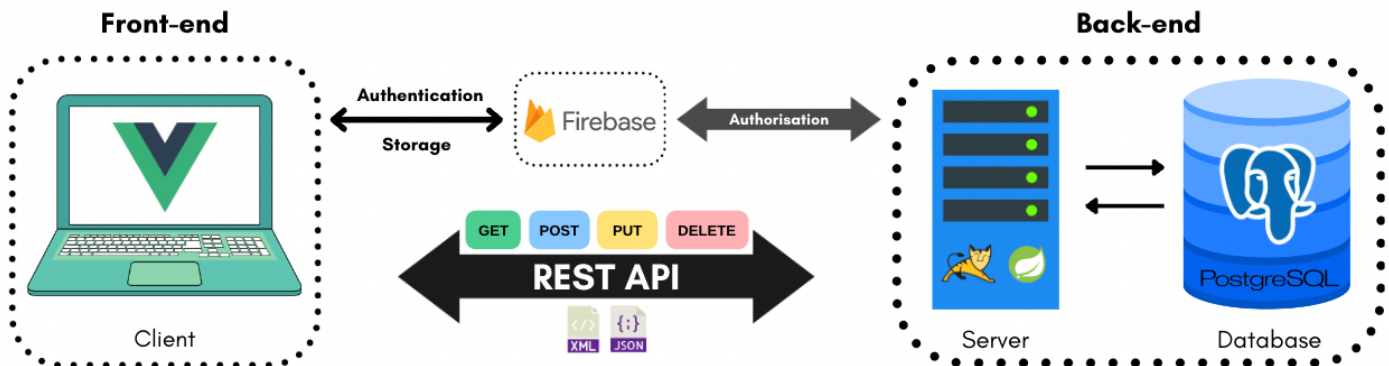 Front-end
Back-end
Authentication
Storage
Firebase
Authorisation
GET POST PUT DELETE
REST API
</>
XML
{;}
JSON
PostgreSQL
Client
Server
Database